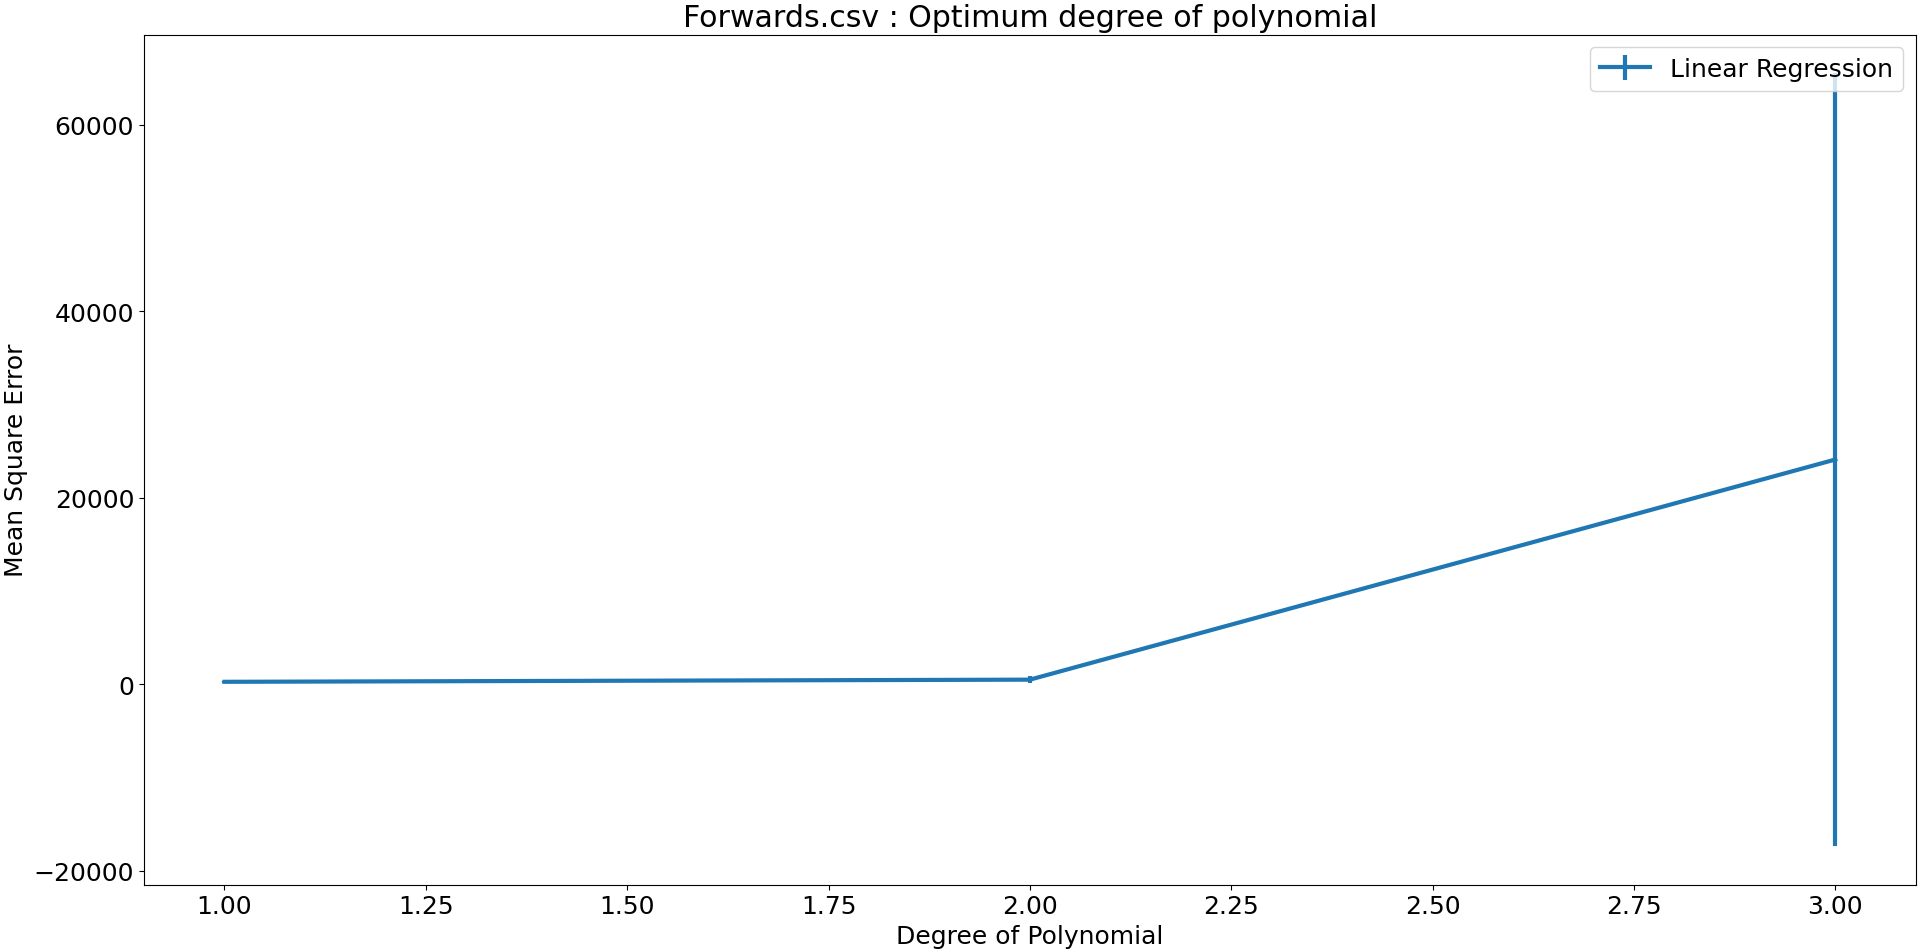 Forwards.csv : Optimum degree of polynomial
Linear Regression
Mean Square Error
60000
40000
20000
0
−20000
1.00 1.25 1.50 1.75 2.00 2.25 2.50 2.75 3.00
Degree of Polynomial